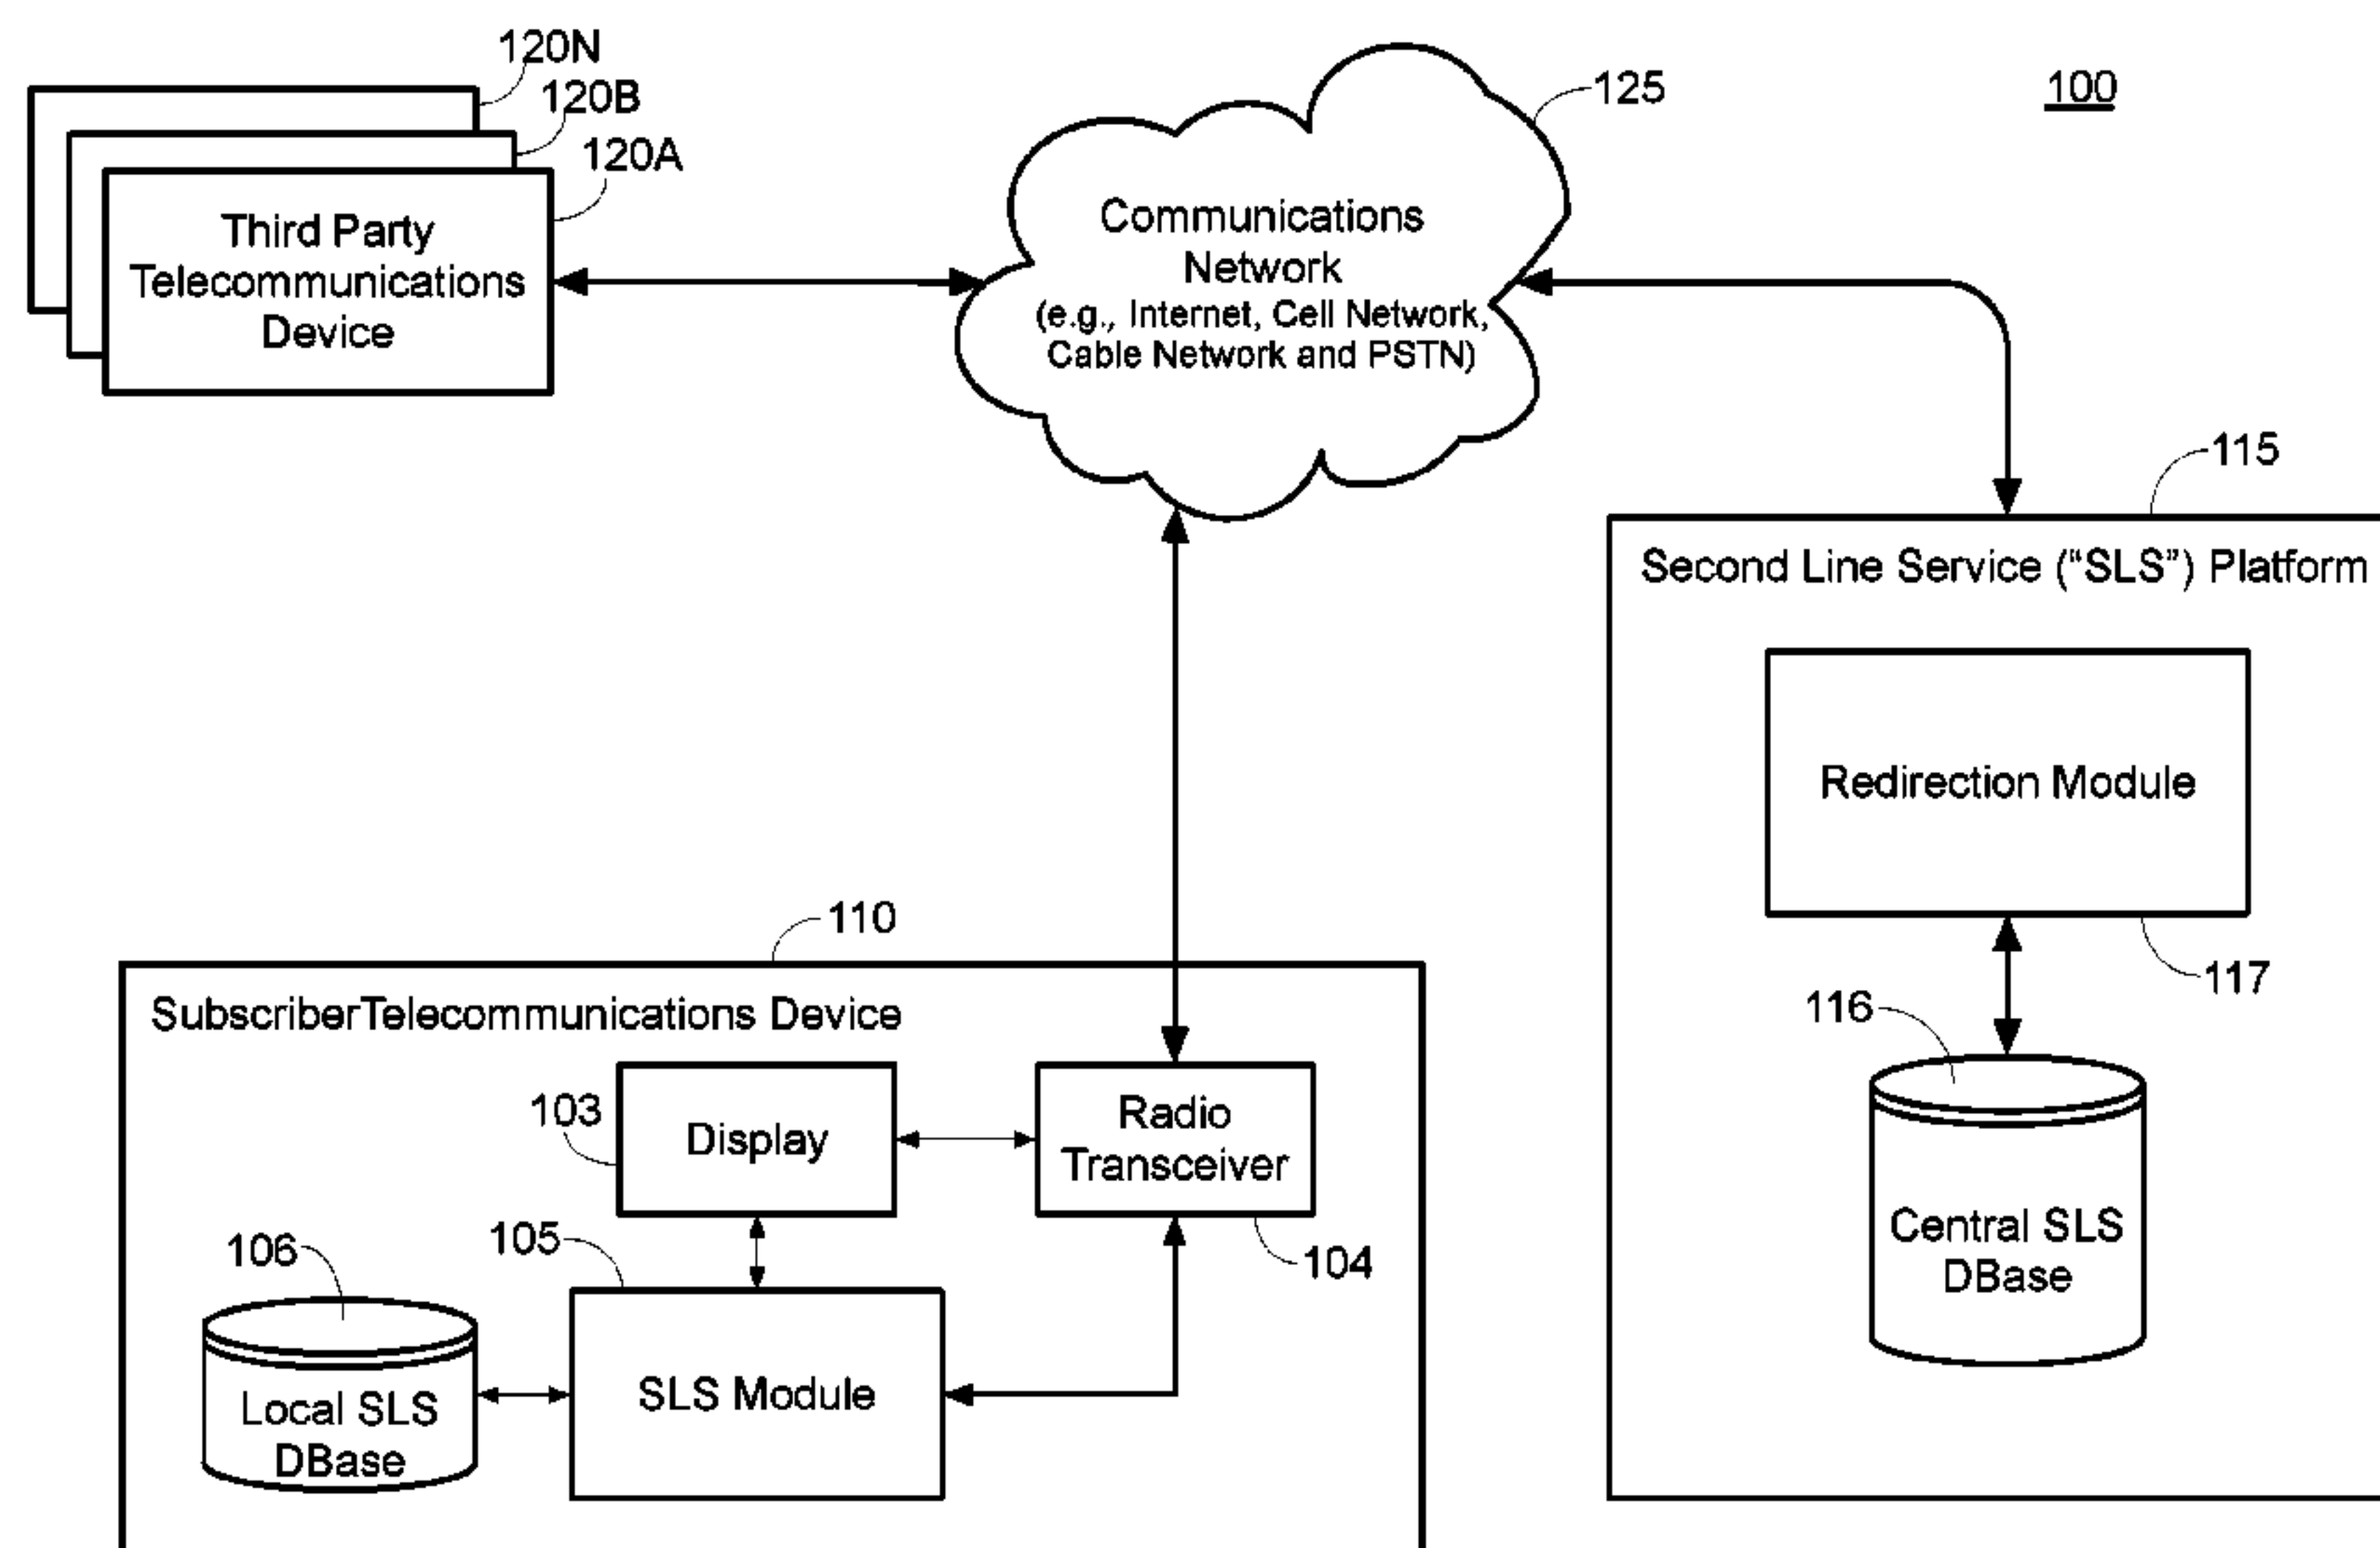 120N
120B
120A
125
100
Third Party
Telecommunications
Device
Communications
Network
(e.g., Internet, Cell Network,
Cable Network and PSTN)
115
Second Line Service (“SLS”) Platform
Redirection Module
117
116
Central SLS
DBase
110
SubscriberTelecommunications Device
103
Display
Radio
Transceiver
104
105
106
SLS Module
Local SLS
DBase